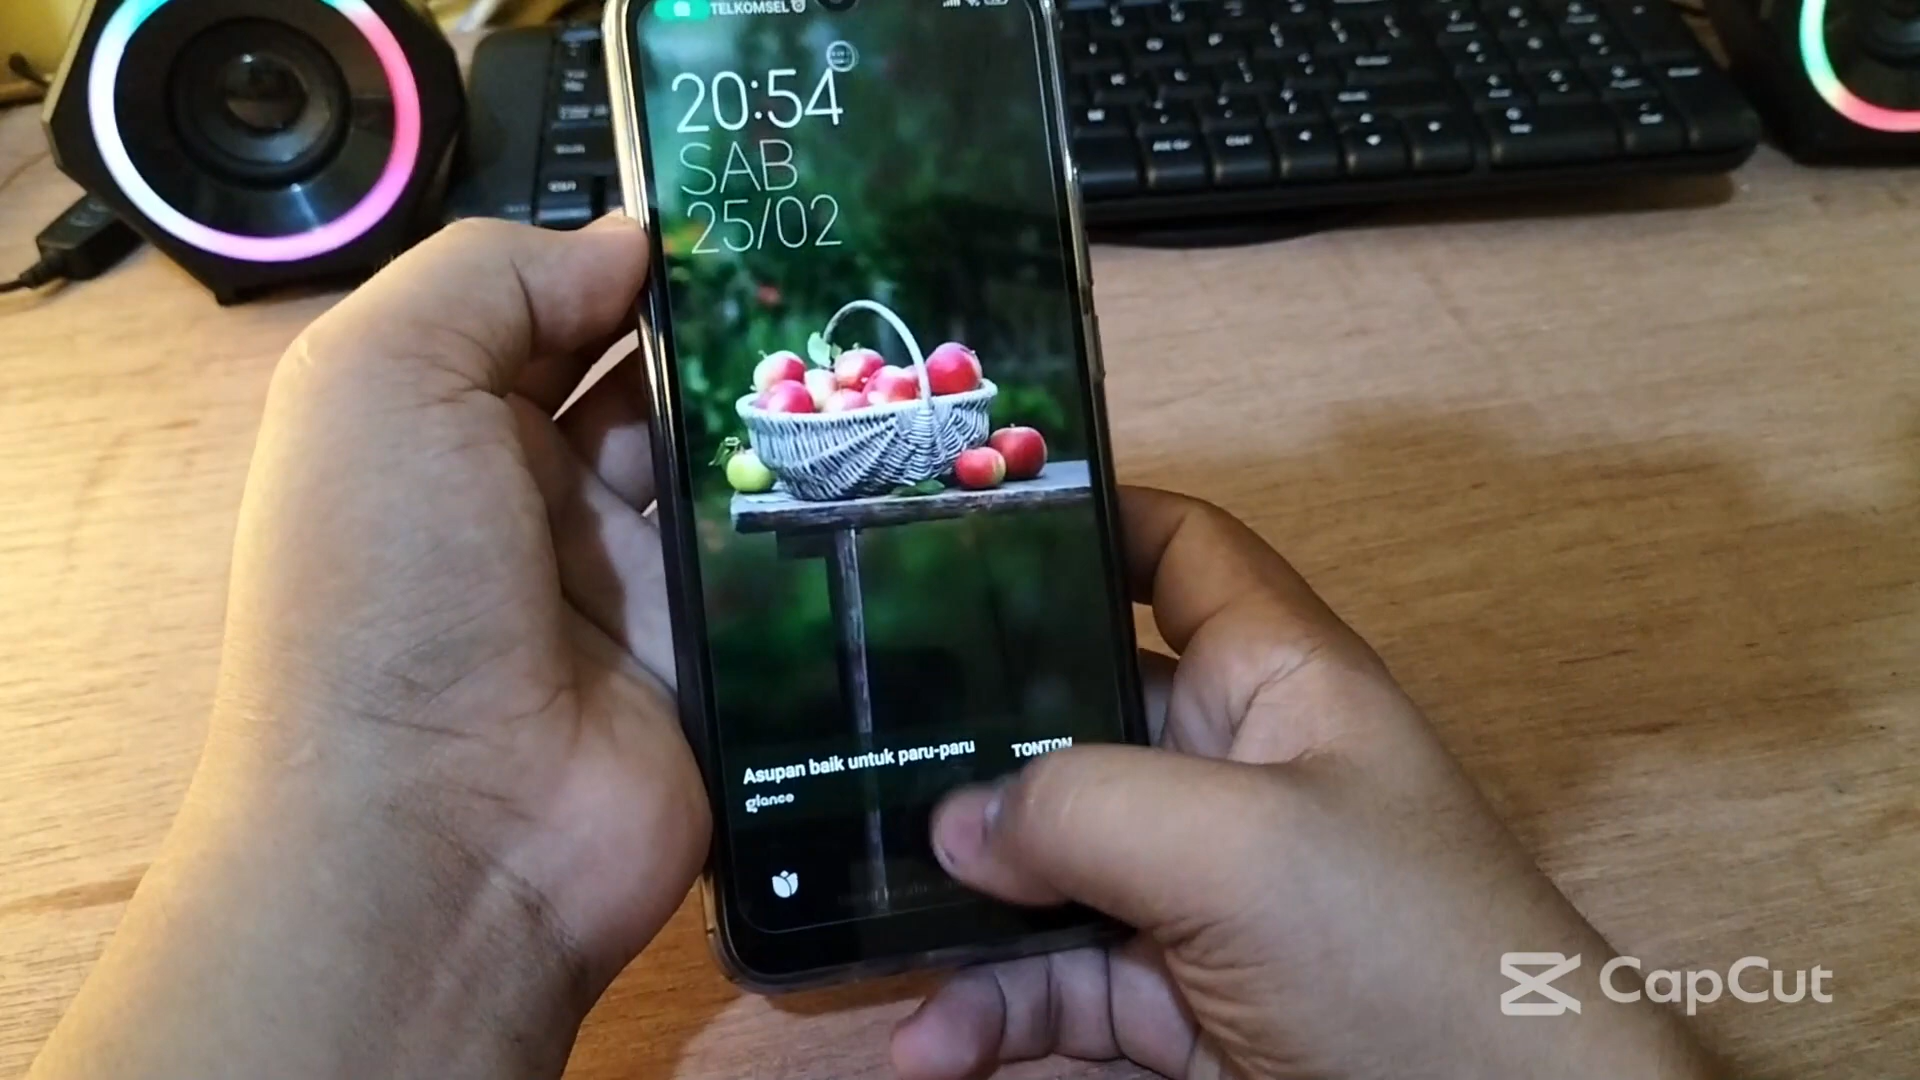 TELKOMSEL
20:54
SAB
25/02
Asupan baik untuk paru-paru
TONTON
glance
CapCut